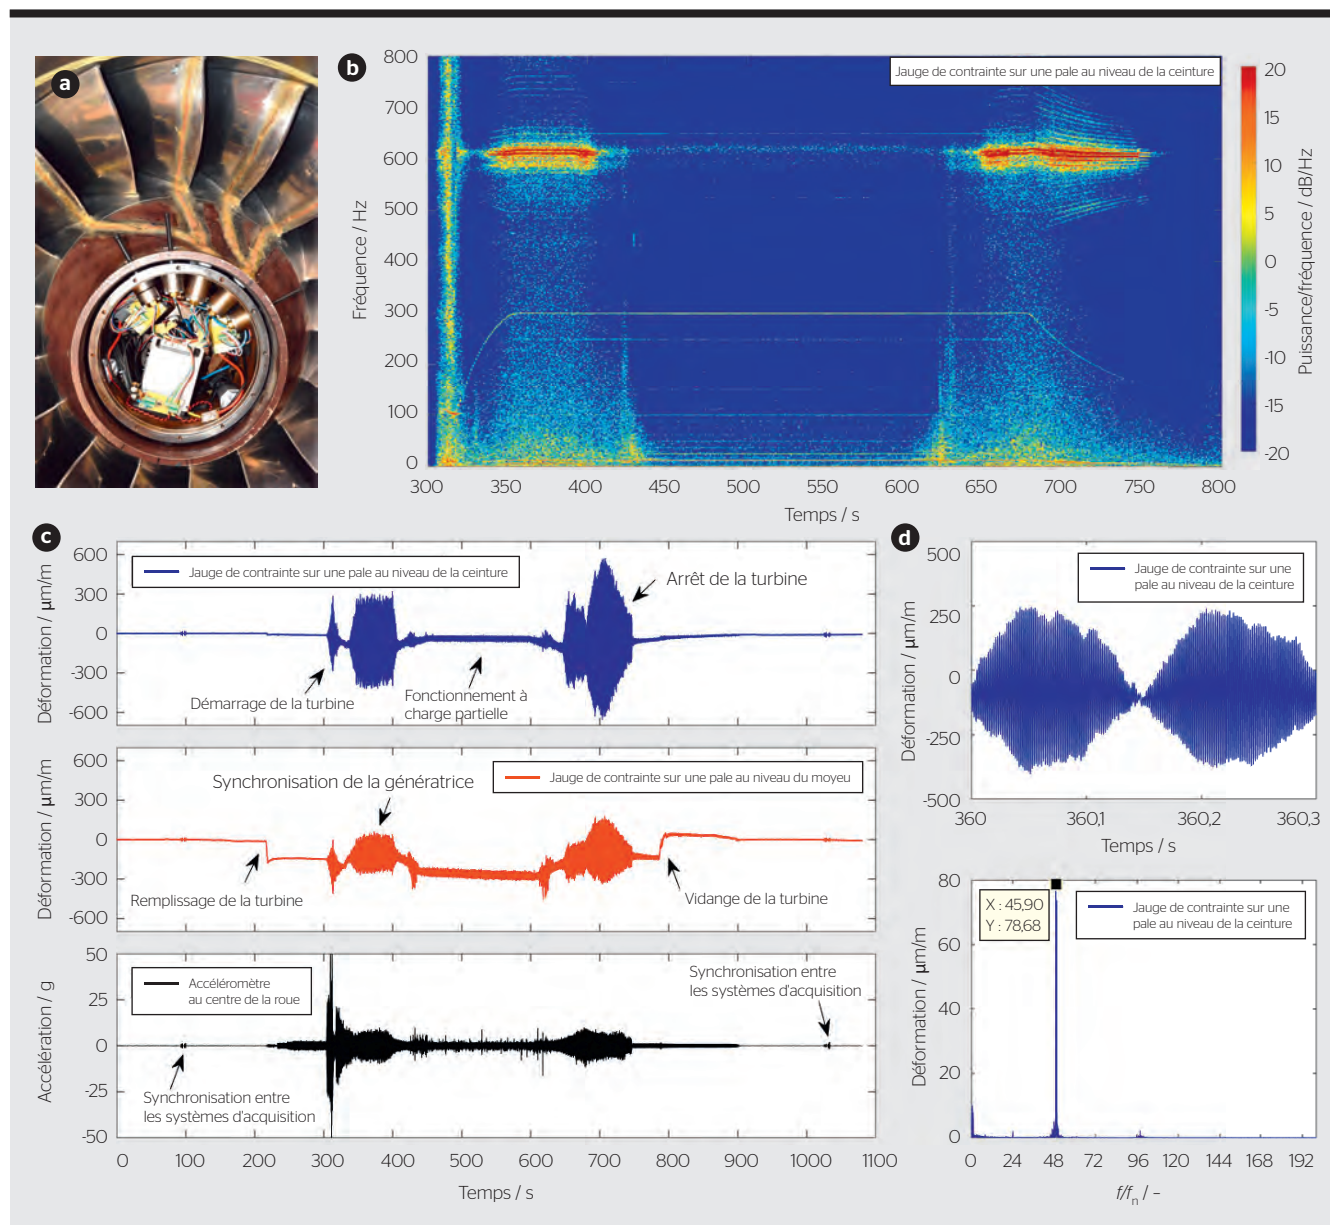 a
b
Jauge de contrainte sur une pale au niveau de la ceinture
800
700
600
500
400
300
200
100
0
Fréquence / Hz
300
350
400
450
500
550
600
650
700
750
800
Temps / s
20
15
10
5
0
-5
-10
-15
-20
Puissance/fréquence / dB/Hz
c
600
300
0
-300
-600
Déformation / µm/m
Jauge de contrainte sur une pale au niveau de la ceinture
Arrêt de la turbine
Démarrage de la turbine
Fonctionnement à
charge partielle
600
300
0
-300
-600
Déformation / µm/m
Synchronisation de la génératrice
Jauge de contrainte sur une pale au niveau du moyeu
Remplissage de la turbine
Vidange de la turbine
50
25
0
-25
-50
Accélération / g
Accéléromètre
au centre de la roue
Synchronisation entre
les systèmes d'acquisition
Synchronisation entre
les systèmes d'acquisition
0
100
200
300
400
500
600
700
800
900
1000
1100
Temps / s
d
500
250
0
-250
-500
Déformation / µm/m
Jauge de contrainte sur une
pale au niveau de la ceinture
360
360,1
360,2
360,3
Temps / s
80
60
40
20
0
Déformation / µm/m
X : 45,90
Y : 78,68
Jauge de contrainte sur une
pale au niveau de la ceinture
0
24
48
72
96
120
144
168
192
f/fn / -